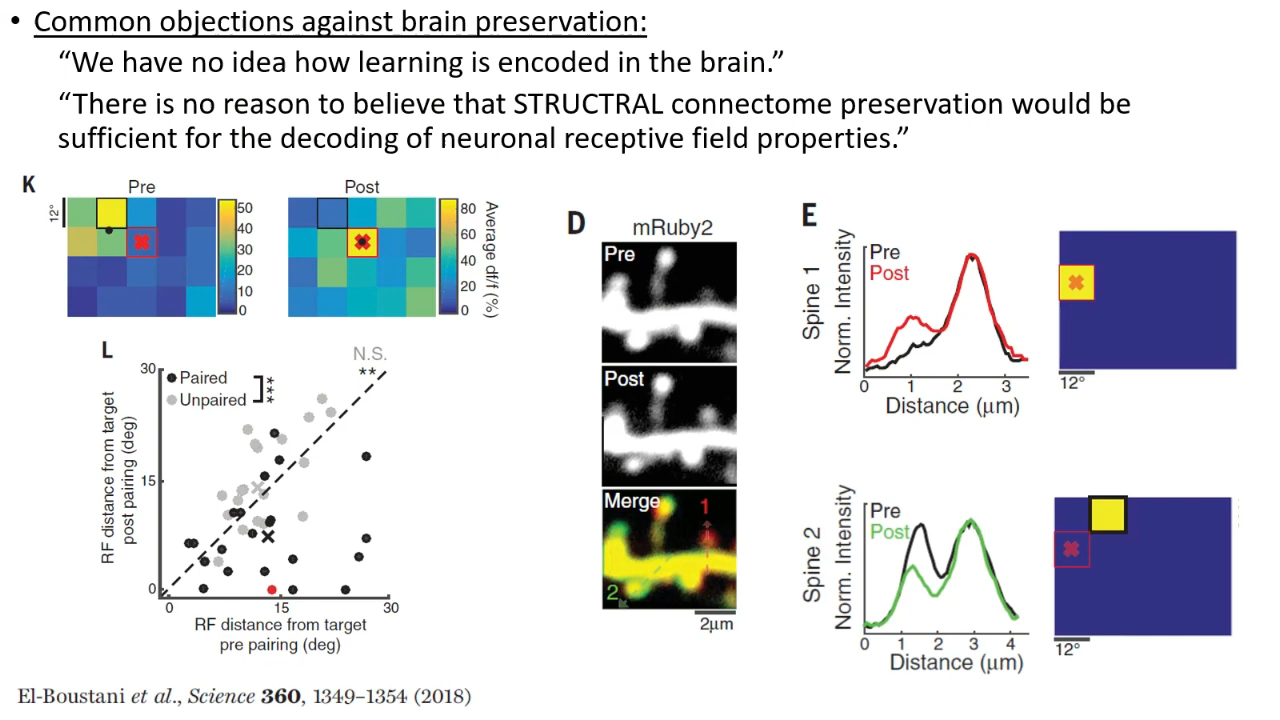 • Common objections against brain preservation:
“We have no idea how learning is encoded in the brain.”
“There is no reason to believe that STRUCTRAL connectome preservation would be
sufficient for the decoding of neuronal receptive field properties.”
K
Pre
Post
12°
50
40
30
20
10
0
80
60
40
20
0
Average df/f (%)
L
N.S.
**
Paired
Unpaired
***
30
15
0
RF distance from target
post pairing (deg)
0
15
30
RF distance from target
pre pairing (deg)
D
mRuby2
Pre
Post
Merge
1
2
2μm
E
Spine 1
Norm. Intensity
Pre
Post
0
1
2
3
Distance (μm)
12°
Spine 2
Norm. Intensity
Pre
Post
0
1
2
3
4
Distance (μm)
12°
El-Boustani et al., Science 360, 1349–1354 (2018)